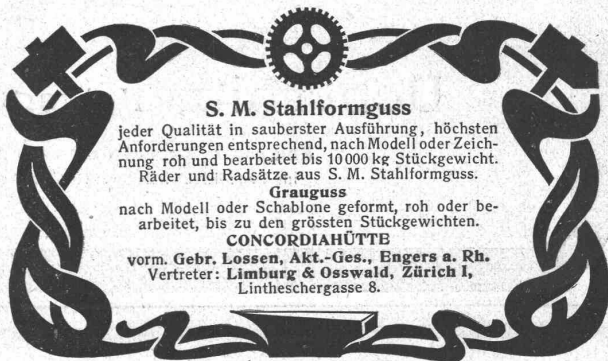 S. M. Stahlformguss
jeder Qualität in sauberster Ausführung, höchsten
Anforderungen entsprechend, nach Modell oder Zeich-
nung roh und bearbeitet bis 10000 kg Stückgewicht.
Räder und Radsätze aus S. M. Stahlformguss.
Grauguss
nach Modell oder Schablone geformt, roh oder be-
arbeitet, bis zu den grössten Stückgewichten.
CONCORDIAHÜTTE
vorm. Gebr. Lossen, Akt.-Ges., Engers a. Rh.
Vertreter: Limburg & Osswald, Zürich I,
Lintheschergasse 8.